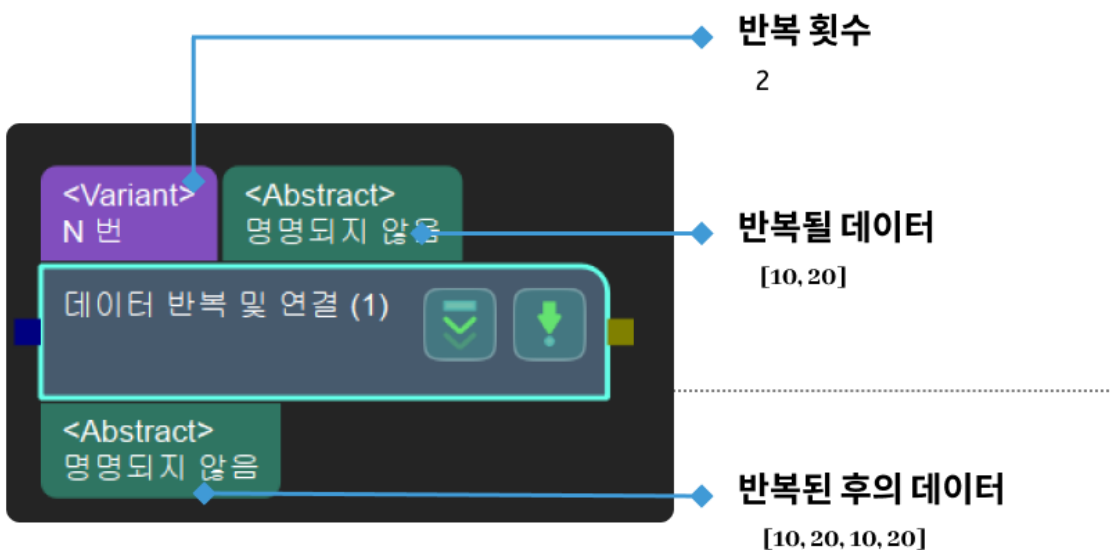 반복 횟수
2
<Variant>
N 번
<Abstract>
명명되지 않음
반복될 데이터
[10, 20]
데이터 반복 및 연결 (1)
<Abstract>
명명되지 않음
반복된 후의 데이터
[10, 20, 10, 20]